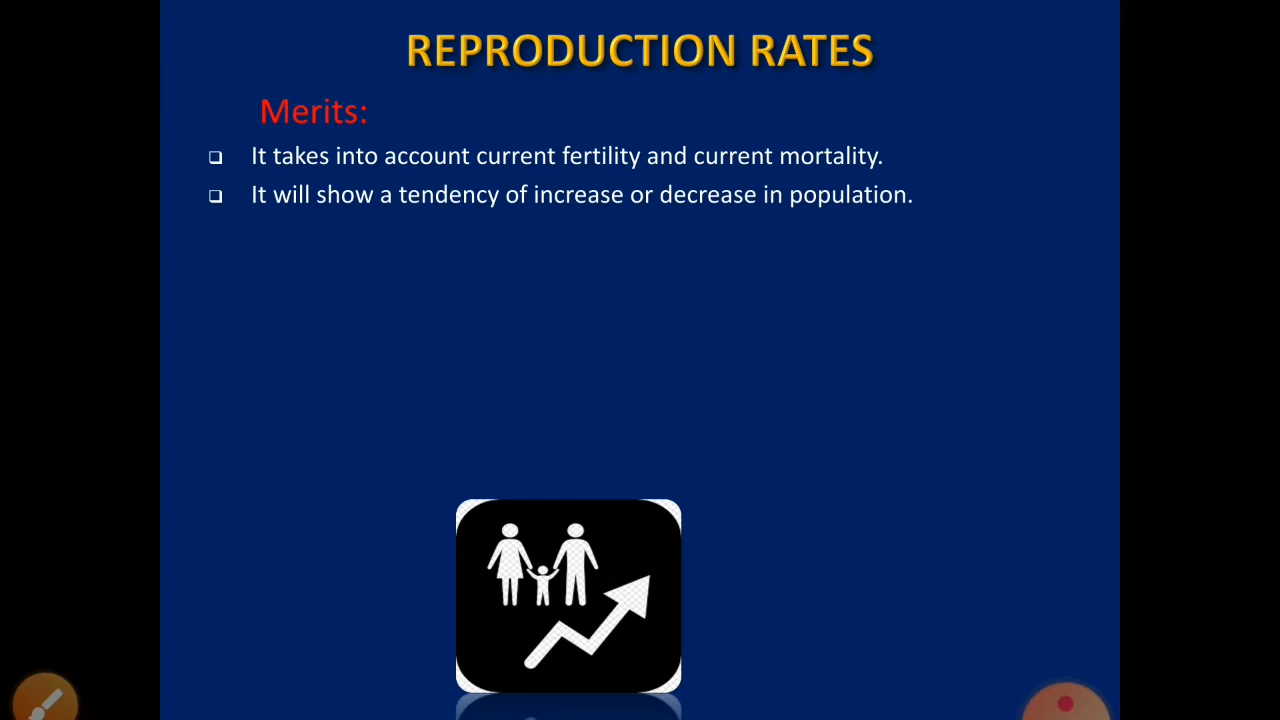 REPRODUCTION RATES
Merits:
It takes into account current fertility and current mortality.
It will show a tendency of increase or decrease in population.